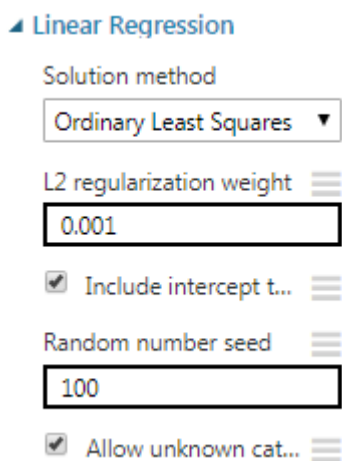 Linear Regression
Solution method
Ordinary Least Squares
L2 regularization weight
0.001
Include intercept t...
Random number seed
100
Allow unknown cat...